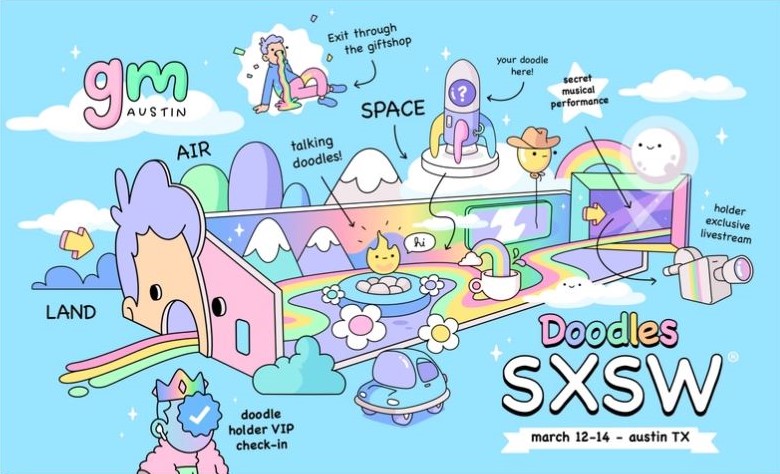 gm
AUSTIN
Exit through
the giftshop
your doodle
here!
secret
musical
performance
SPACE
?
AIR
talking
doodles!
hi
holder
exclusive
livestream
LAND
Doodles
SXSW®
march 12-14 - austin TX
doodle
holder VIP
check-in